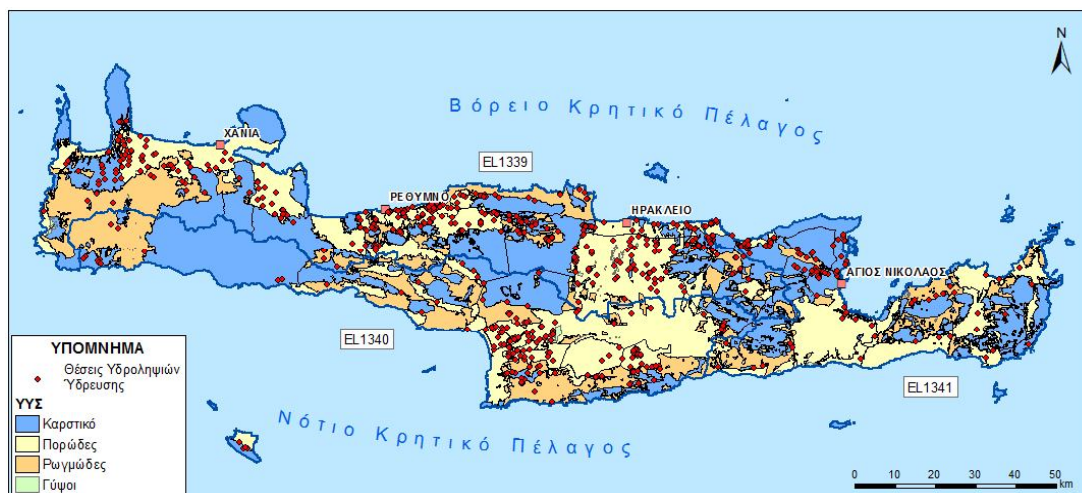 N
Βόρειο Κρητικό Πέλαγος
ΧΑΝΙΑ
EL1339
ΡΕΘΥΜΝΟ
ΗΡΑΚΛΕΙΟ
ΑΓΙΟΣ ΝΙΚΟΛΑΟΣ
EL1340
EL1341
Νότιο Κρητικό Πέλαγος
ΥΠΟΜΝΗΜΑ
Θέσεις Υδροληψιών
Ύδρευσης
ΥΥΣ
Καρστικό
Πορώδες
Ρωγμώδες
Γύψοι
0 10 20 30 40 50
km